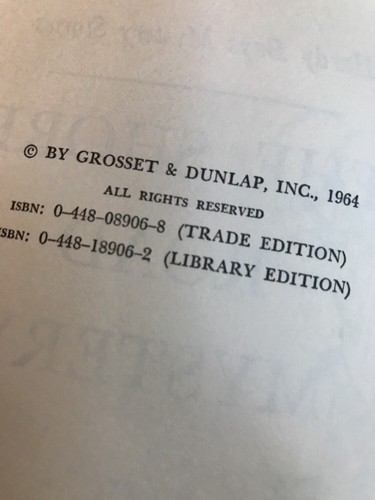 © BY GROSSET & DUNLAP, INC., 1964
ALL RIGHTS RESERVED
ISBN: 0-448-08906-8 (TRADE EDITION)
ISBN: 0-448-18906-2 (LIBRARY EDITION)